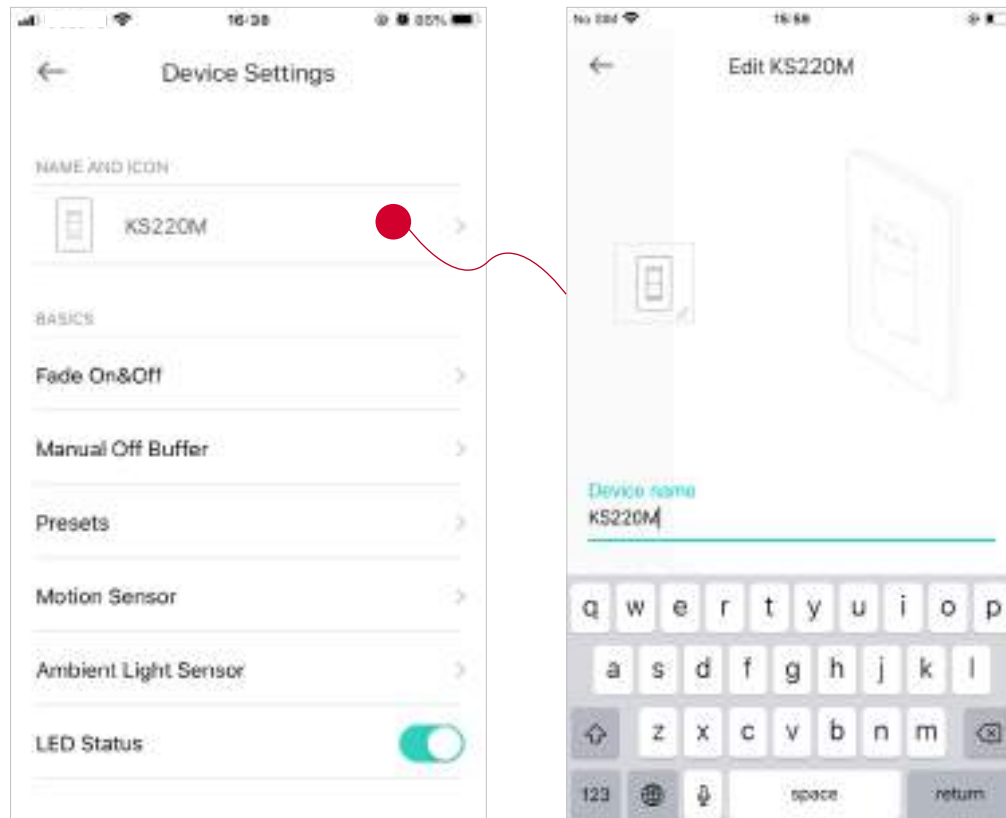 16:38
85%
Device Settings
NAME AND ICON
KS220M
BASICS
Fade On&Off
Manual Off Buffer
Presets
Motion Sensor
Ambient Light Sensor
LED Status
15:58
Edit KS220M
Device name
KS220M
q w e r t y u i o p
a s d f g h j k l
z x c v b n m
123 space return